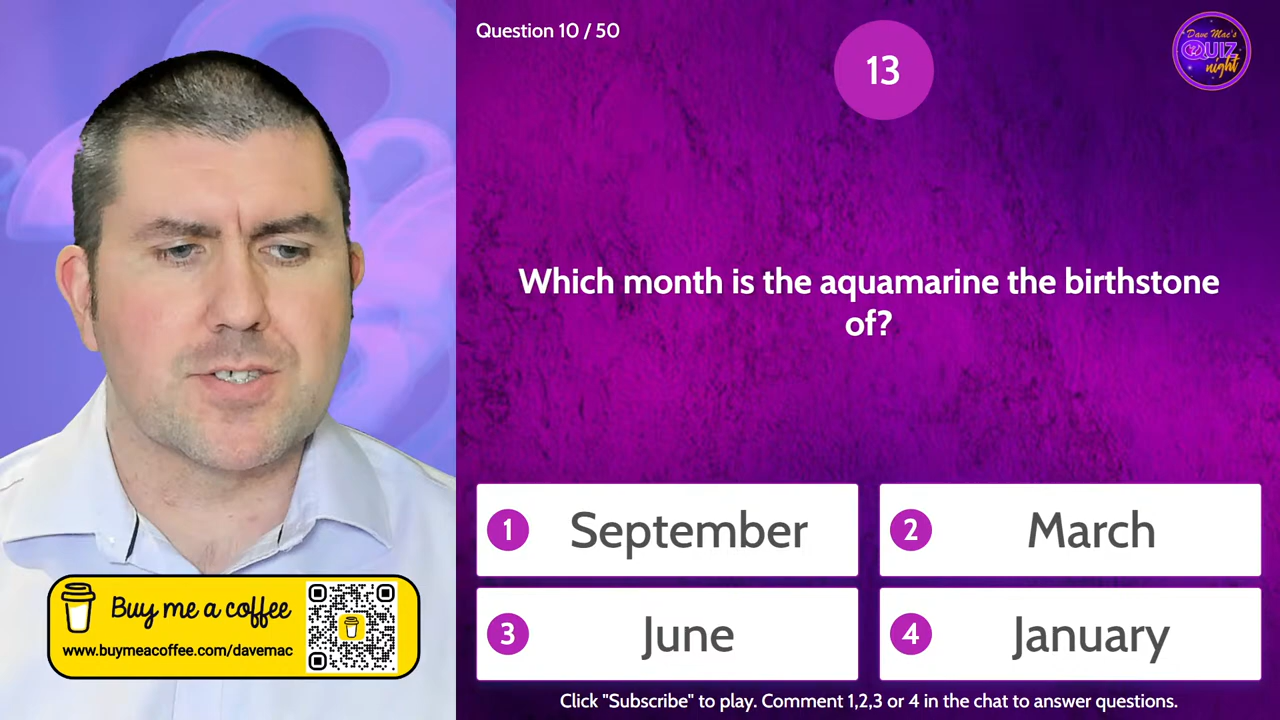 Question 10 / 50
13
Dave Mac's
QUIZ
night
Which month is the aquamarine the birthstone
of?
1 September
2 March
3 June
4 January
Buy me a coffee
www.buymeacoffee.com/davemac
Click "Subscribe" to play. Comment 1,2,3 or 4 in the chat to answer questions.